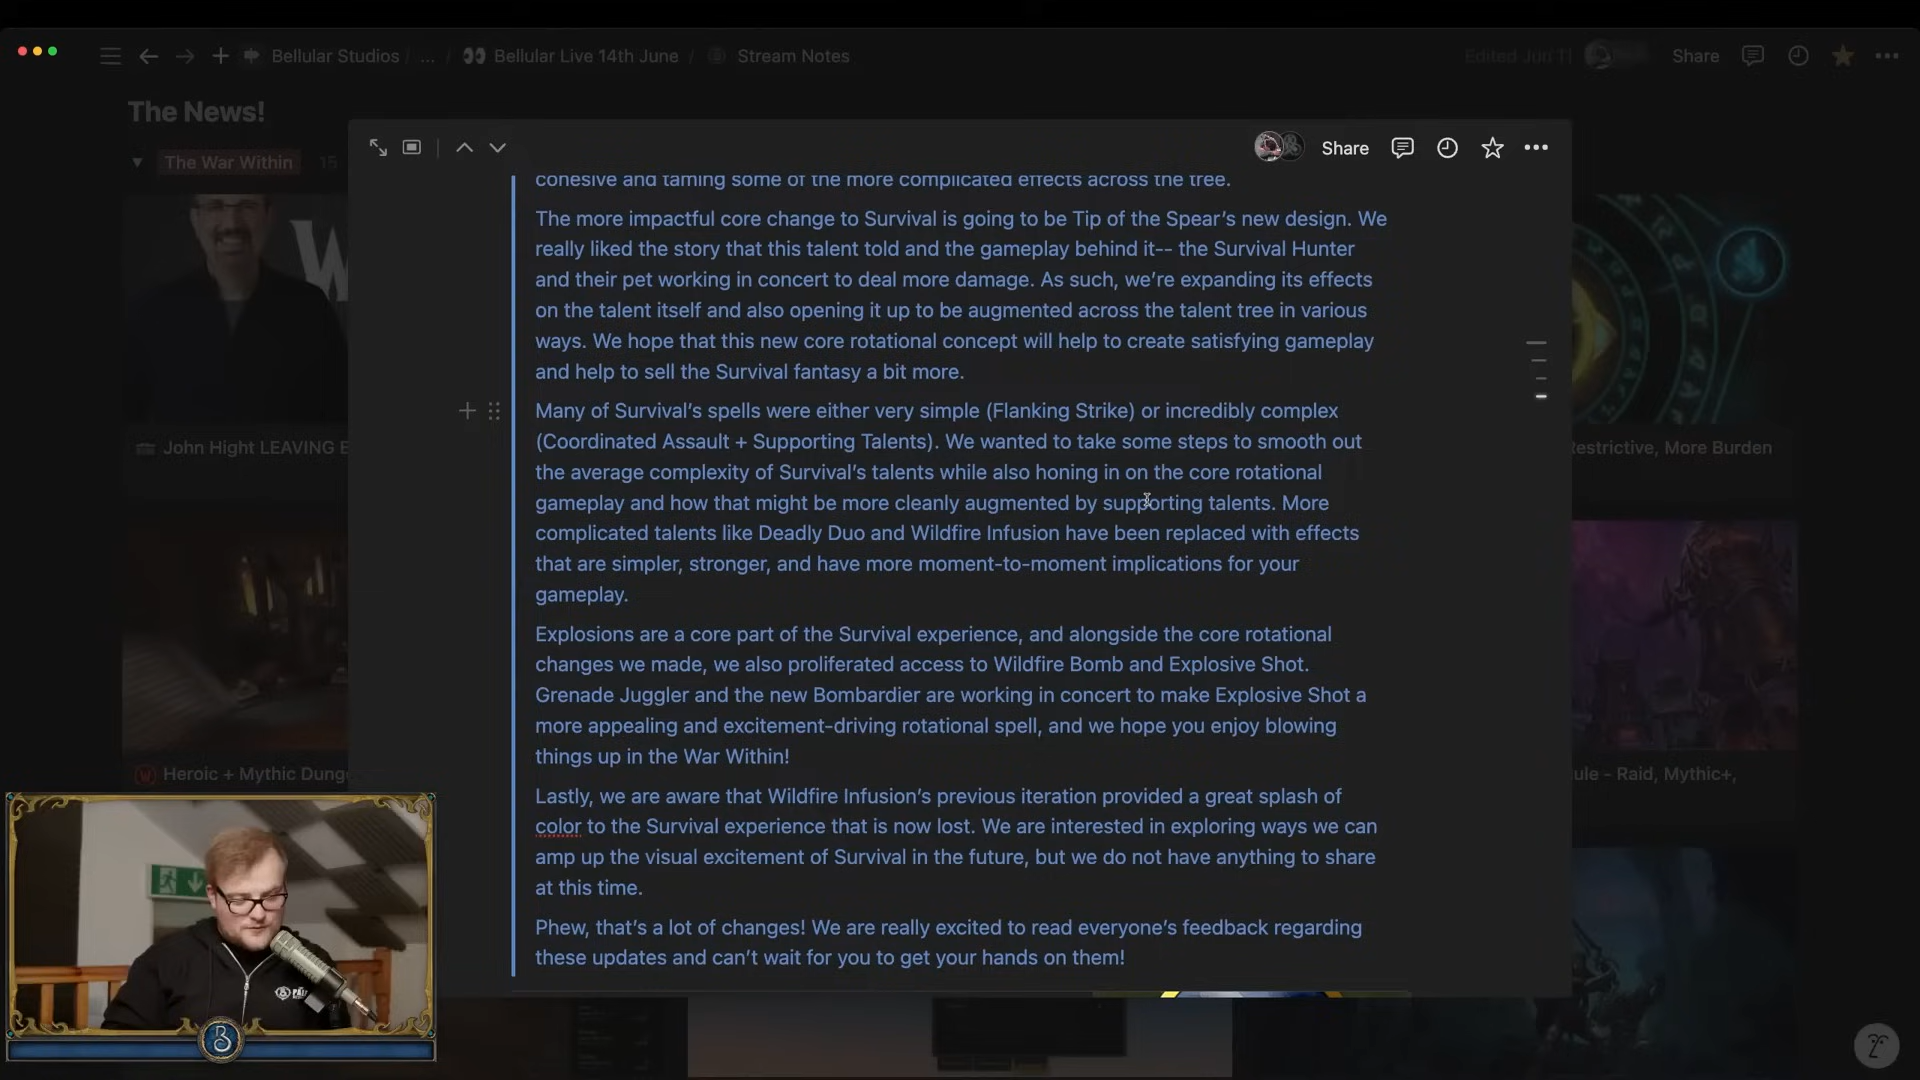 Bellular Studios / ... / 👀 Bellular Live 14th June / Stream Notes
Share
The News!
The War Within 15
Share
cohesive and taming some of the more complicated effects across the tree.
The more impactful core change to Survival is going to be Tip of the Spear’s new design. We
really liked the story that this talent told and the gameplay behind it-- the Survival Hunter
and their pet working in concert to deal more damage. As such, we’re expanding its effects
on the talent itself and also opening it up to be augmented across the talent tree in various
ways. We hope that this new core rotational concept will help to create satisfying gameplay
and help to sell the Survival fantasy a bit more.
Many of Survival’s spells were either very simple (Flanking Strike) or incredibly complex
(Coordinated Assault + Supporting Talents). We wanted to take some steps to smooth out
the average complexity of Survival’s talents while also honing in on the core rotational
gameplay and how that might be more cleanly augmented by supporting talents. More
complicated talents like Deadly Duo and Wildfire Infusion have been replaced with effects
that are simpler, stronger, and have more moment-to-moment implications for your
gameplay.
Explosions are a core part of the Survival experience, and alongside the core rotational
changes we made, we also proliferated access to Wildfire Bomb and Explosive Shot.
Grenade Juggler and the new Bombardier are working in concert to make Explosive Shot a
more appealing and excitement-driving rotational spell, and we hope you enjoy blowing
things up in the War Within!
Lastly, we are aware that Wildfire Infusion’s previous iteration provided a great splash of
color to the Survival experience that is now lost. We are interested in exploring ways we can
amp up the visual excitement of Survival in the future, but we do not have anything to share
at this time.
Phew, that’s a lot of changes! We are really excited to read everyone’s feedback regarding
these updates and can’t wait for you to get your hands on them!
John Hight LEAVING
estrictive, More Burden
Heroic + Mythic Dung
ule - Raid, Mythic+,